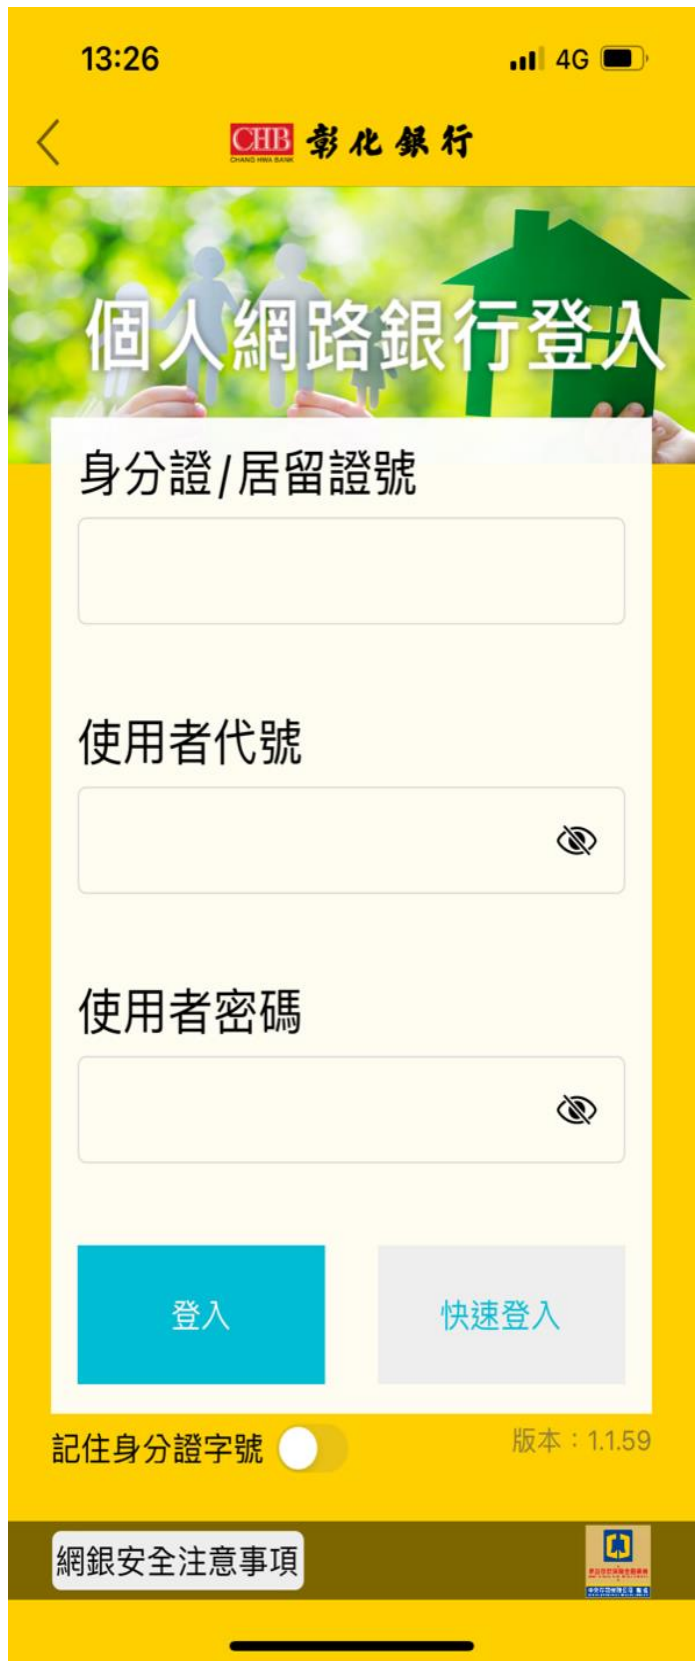 13:26
4G
CHB 彰化銀行
CHANG HWA BANK
個人網路銀行登入
身分證/居留證號
使用者代號
使用者密碼
登入
快速登入
記住身分證字號
版本：1.1.59
網銀安全注意事項